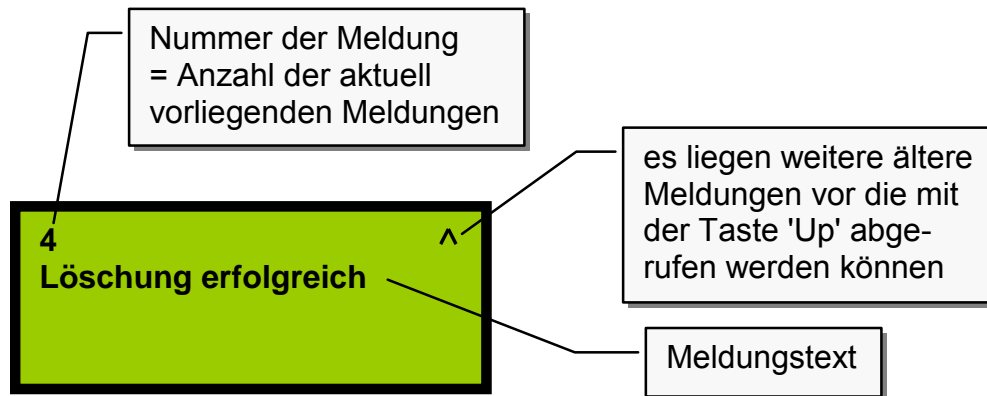 Nummer der Meldung
= Anzahl der aktuell
vorliegenden Meldungen
es liegen weitere ältere
Meldungen vor die mit
der Taste 'Up' abge-
rufen werden können
4 ^
Löschung erfolgreich
Meldungstext